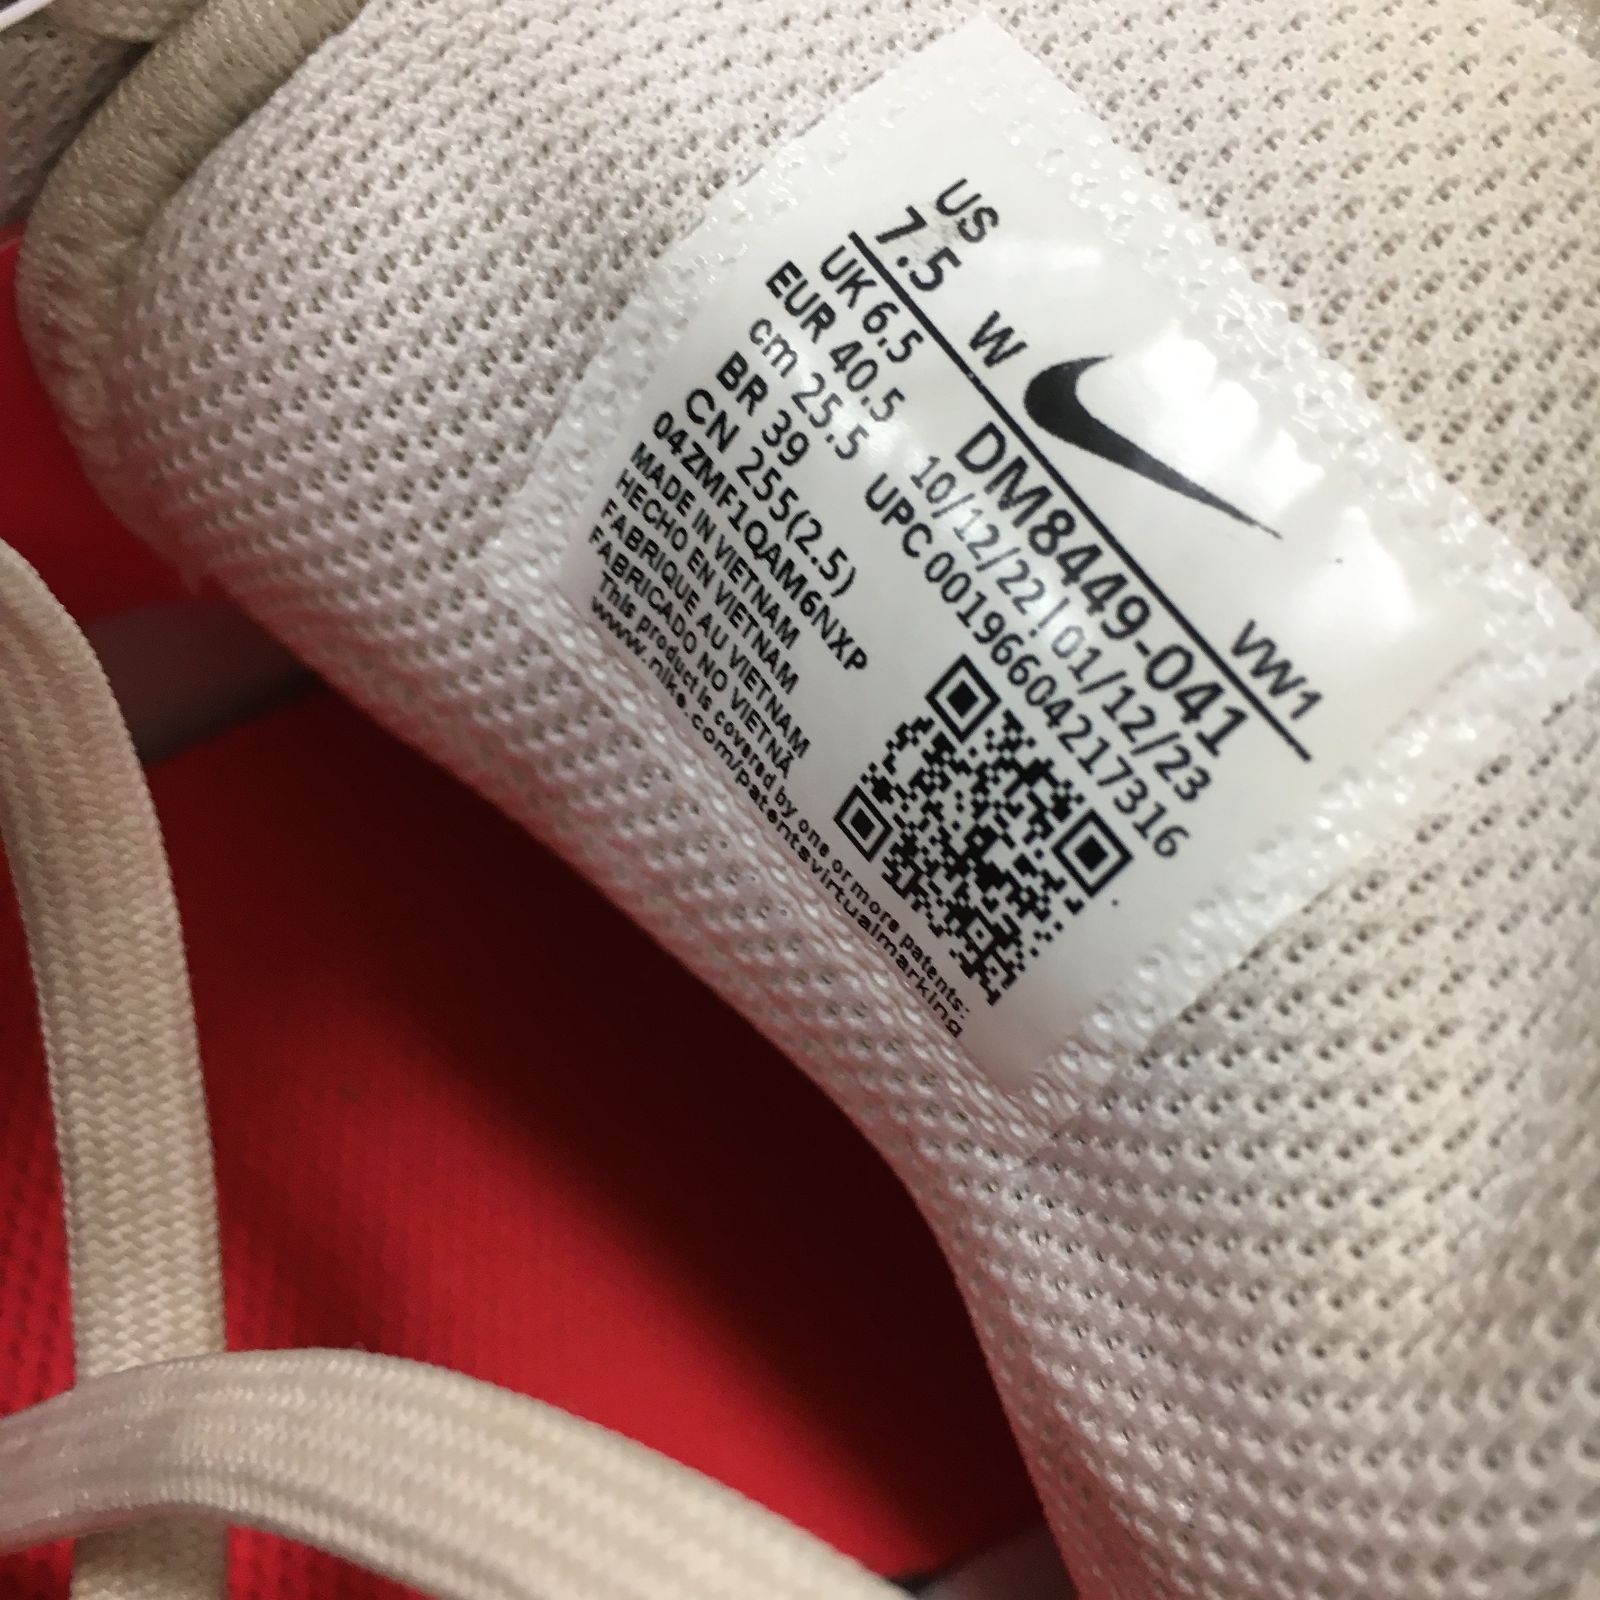 US
7.5 W
VW1
UK 6.5
DM8449-041
EUR 40.5
10/12/22 ! 01/12/23
cm 25.5
UPC 00196604217316
BR 39
CN 255(2.5)
04ZMF1QAM6NXP
MADE IN VIETNAM
HECHO EN VIETNAM
FABRIQUE AU VIETNAM
FABRICADO NO VIETNÃ
This product is covered by one or more patents:
www.nike.com/patentsvirtualmarking